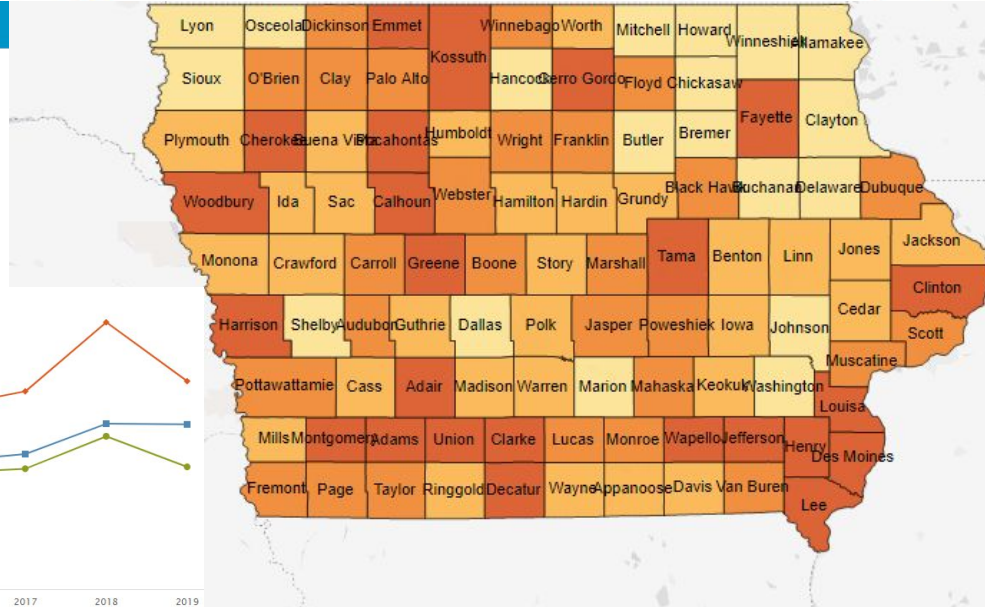 Lyon Osceola Dickinson Emmet Winnebago Worth Mitchell Howard Winneshiek Allamakee
Kossuth
Sioux O'Brien Clay Palo Alto Hancock Cerro Gordo Floyd Chickasaw
Plymouth Cherokee Buena Vista Pocahontas Humboldt Wright Franklin Butler Bremer Fayette Clayton
Woodbury Ida Sac Calhoun Webster Hamilton Hardin Grundy Black Hawk Buchanan Delaware Dubuque
Monona Crawford Carroll Greene Boone Story Marshall Tama Benton Linn Jones Jackson
Clinton
Harrison Shelby Audubon Guthrie Dallas Polk Jasper Poweshiek Iowa Johnson Cedar Scott
Muscatine
Pottawattamie Cass Adair Madison Warren Marion Mahaska Keokuk Washington Louisa
Mills Montgomery Adams Union Clarke Lucas Monroe Wapello Jefferson Henry Des Moines
Fremont Page Taylor Ringgold Decatur Wayne Appanoose Davis Van Buren Lee
2017 2018 2019